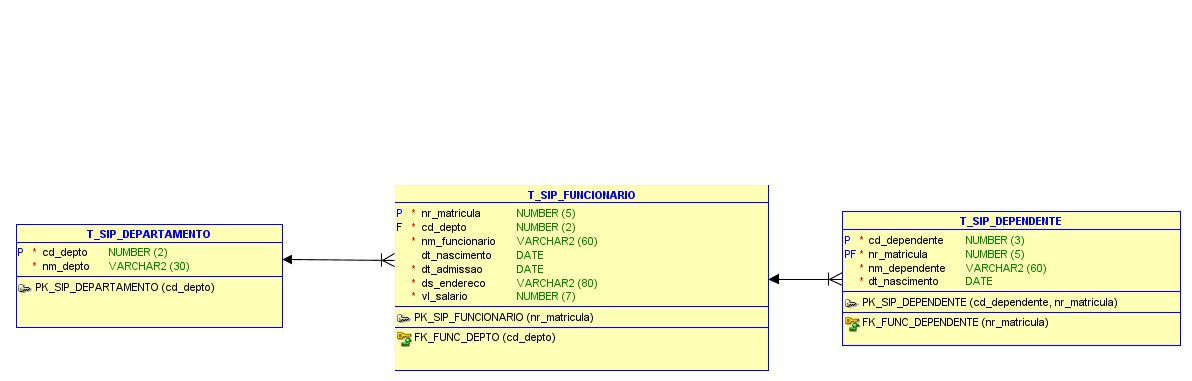 T_SIP_DEPARTAMENTO
P * cd_depto NUMBER (2)
* nm_depto VARCHAR2 (30)
PK_SIP_DEPARTAMENTO (cd_depto)
T_SIP_FUNCIONARIO
P * nr_matricula NUMBER (5)
F * cd_depto NUMBER (2)
* nm_funcionario VARCHAR2 (60)
dt_nascimento DATE
* dt_admissao DATE
* ds_endereco VARCHAR2 (80)
* vl_salario NUMBER (7)
PK_SIP_FUNCIONARIO (nr_matricula)
FK_FUNC_DEPTO (cd_depto)
T_SIP_DEPENDENTE
P * cd_dependente NUMBER (3)
PF * nr_matricula NUMBER (5)
* nm_dependente VARCHAR2 (60)
* dt_nascimento DATE
PK_SIP_DEPENDENTE (cd_dependente, nr_matricula)
FK_FUNC_DEPENDENTE (nr_matricula)